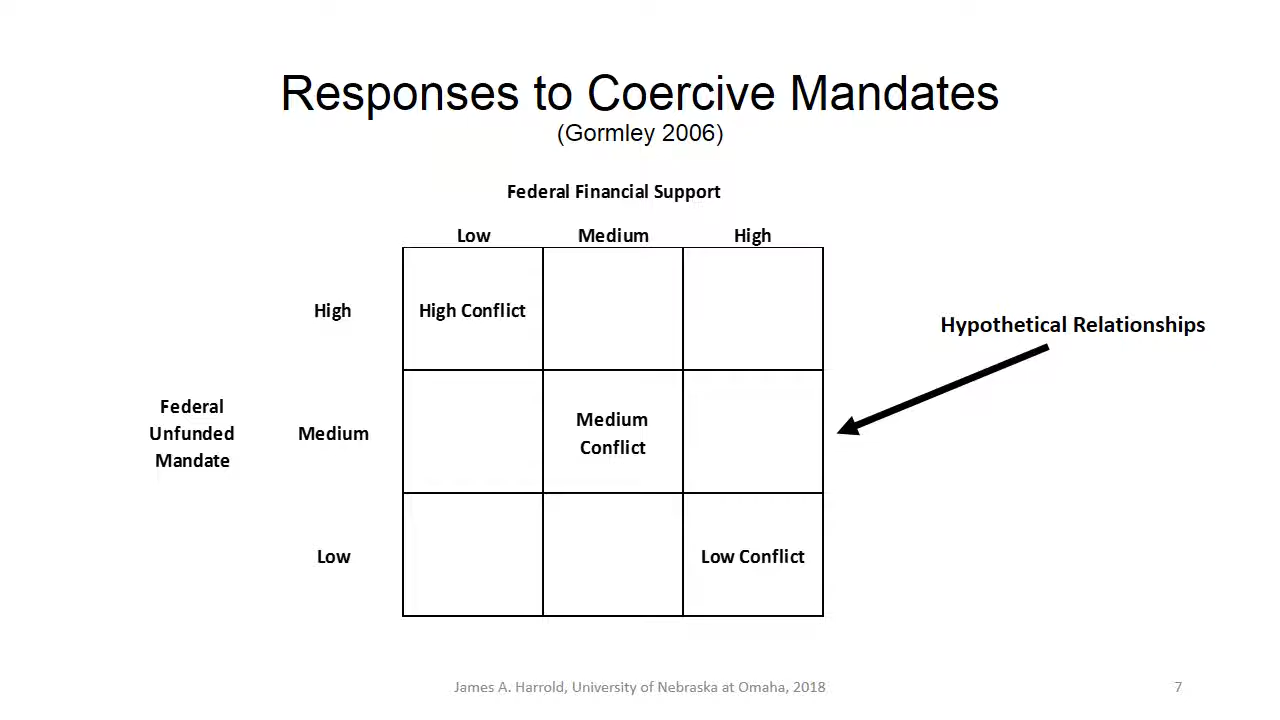 Responses to Coercive Mandates
(Gormley 2006)
Federal Financial Support
Low Medium High
High High Conflict
Hypothetical Relationships
Federal
Unfunded
Mandate
Medium
Medium
Conflict
Low Low Conflict
James A. Harrold, University of Nebraska at Omaha, 2018 7